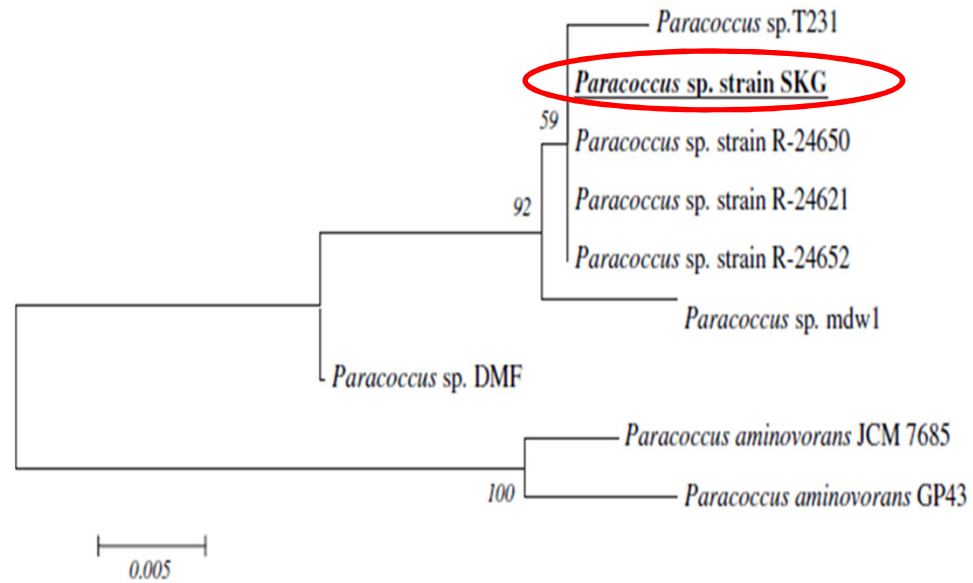 Paracoccus sp.T231
Paracoccus sp. strain SKG
59
Paracoccus sp. strain R-24650
92
Paracoccus sp. strain R-24621
Paracoccus sp. strain R-24652
Paracoccus sp. mdw1
Paracoccus sp. DMF
Paracoccus aminovorans JCM 7685
100
Paracoccus aminovorans GP43
0.005